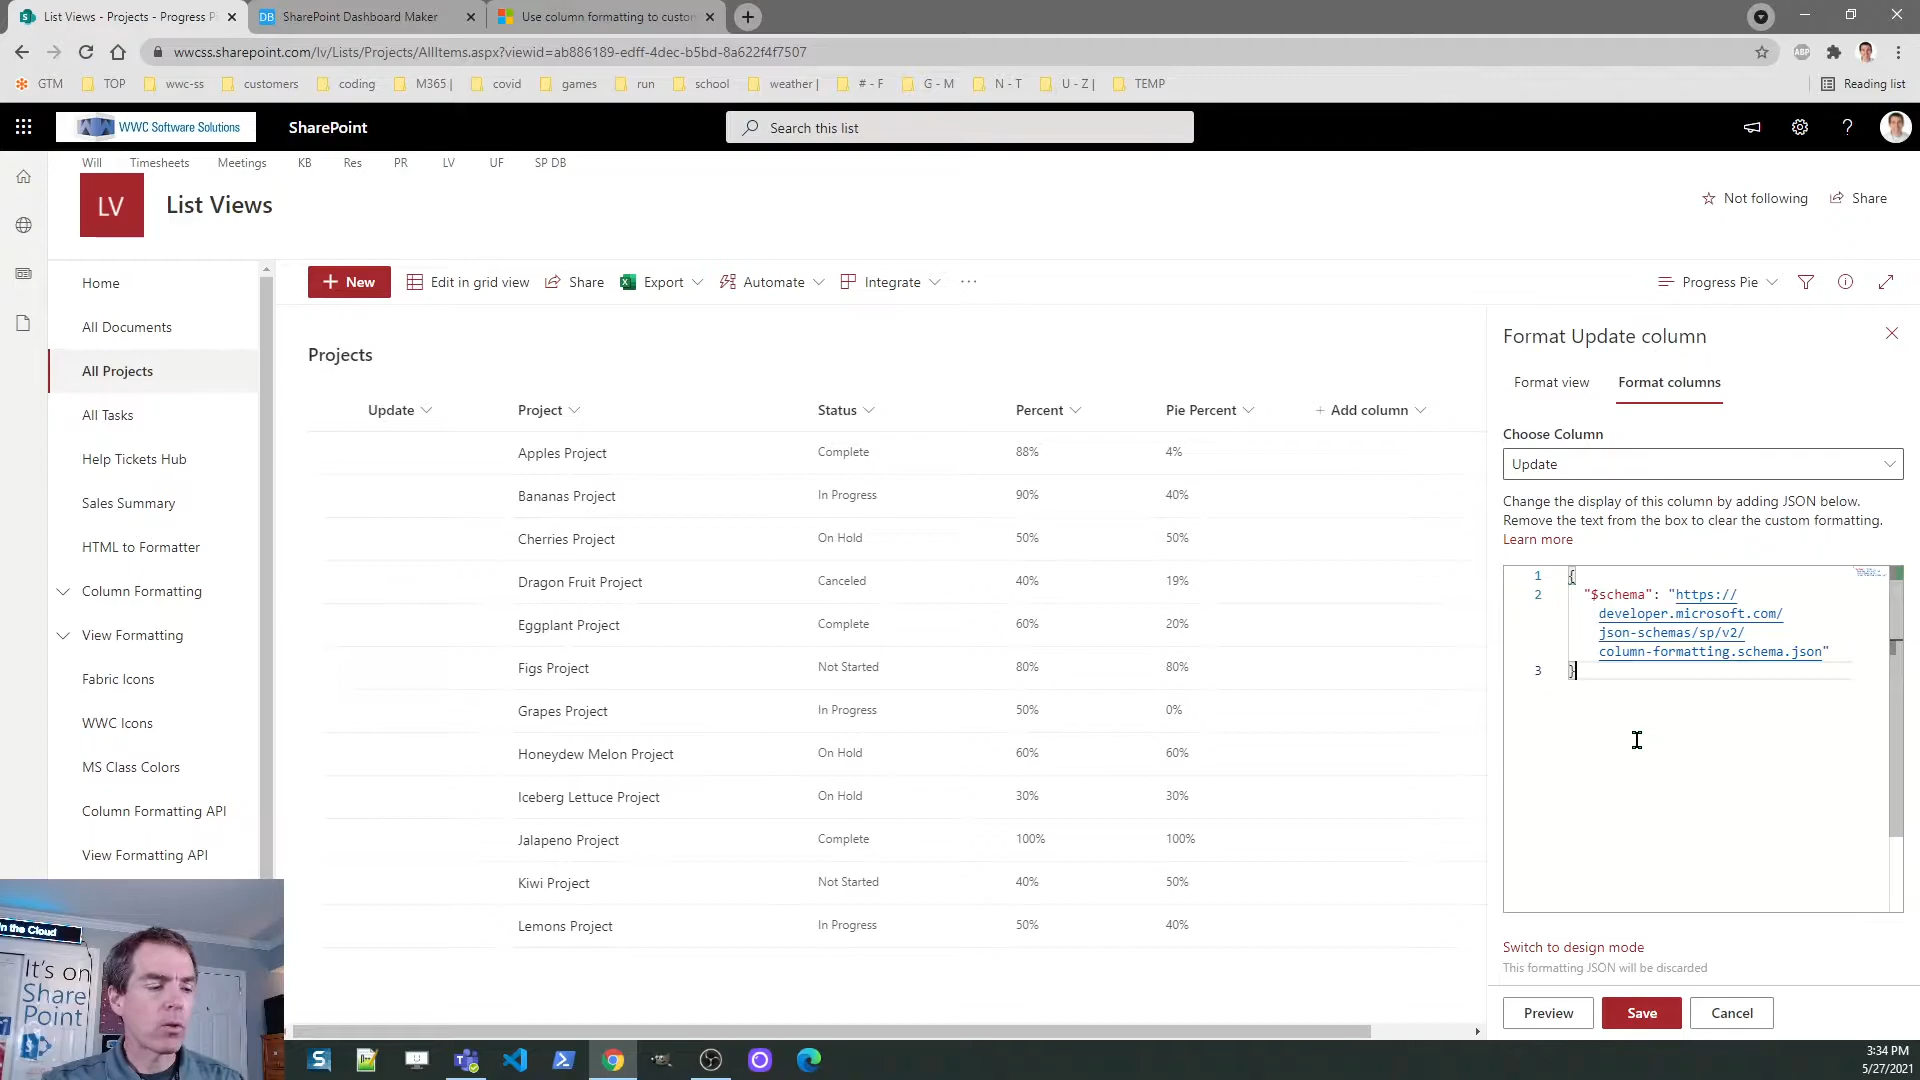 List Views - Projects - Progress P
DB SharePoint Dashboard Maker
Use column formatting to custo
wwcss.sharepoint.com/lv/Lists/Projects/AllItems.aspx?viewid=ab886189-edff-4dec-b5bd-8a622f4f7507
ABP
GTM TOP wwc-ss customers coding M365 | covid games run school weather | # - F G - M N - T U - Z | TEMP Reading list
WWC Software Solutions SharePoint Search this list
Will Timesheets Meetings KB Res PR LV UF SP DB
LV List Views
Not following Share
Home
All Documents
All Projects
All Tasks
Help Tickets Hub
Sales Summary
HTML to Formatter
Column Formatting
View Formatting
Fabric Icons
WWC Icons
MS Class Colors
Column Formatting API
View Formatting API
+ New Edit in grid view Share Export Automate Integrate ... Progress Pie
Projects
Update Project Status Percent Pie Percent + Add column
Apples Project Complete 88% 4%
Bananas Project In Progress 90% 40%
Cherries Project On Hold 50% 50%
Dragon Fruit Project Canceled 40% 19%
Eggplant Project Complete 60% 20%
Figs Project Not Started 80% 80%
Grapes Project In Progress 50% 0%
Honeydew Melon Project On Hold 60% 60%
Iceberg Lettuce Project On Hold 30% 30%
Jalapeno Project Complete 100% 100%
Kiwi Project Not Started 40% 50%
Lemons Project In Progress 50% 40%
Format Update column
Format view Format columns
Choose Column
Update
Change the display of this column by adding JSON below.
Remove the text from the box to clear the custom formatting.
Learn more
1 {
2 "$schema": "https://
developer.microsoft.com/
json-schemas/sp/v2/
column-formatting.schema.json"
3 }
Switch to design mode
This formatting JSON will be discarded
Preview Save Cancel
in the Cloud
It's on
Share
Point
3:34 PM
5/27/2021